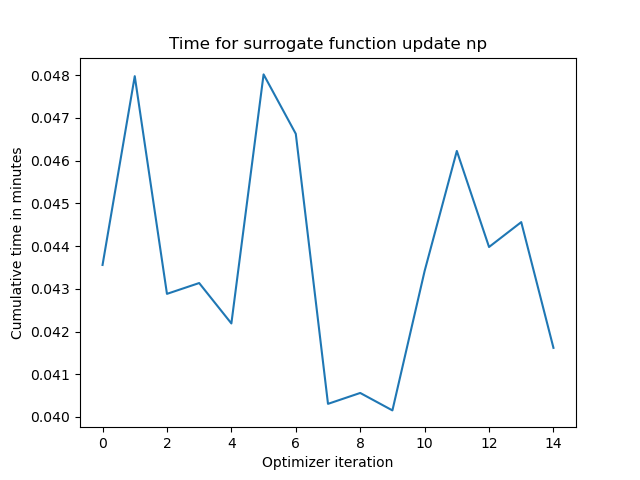 Time for surrogate function update np
Cumulative time in minutes
0.048
0.047
0.046
0.045
0.044
0.043
0.042
0.041
0.040
0 2 4 6 8 10 12 14
Optimizer iteration